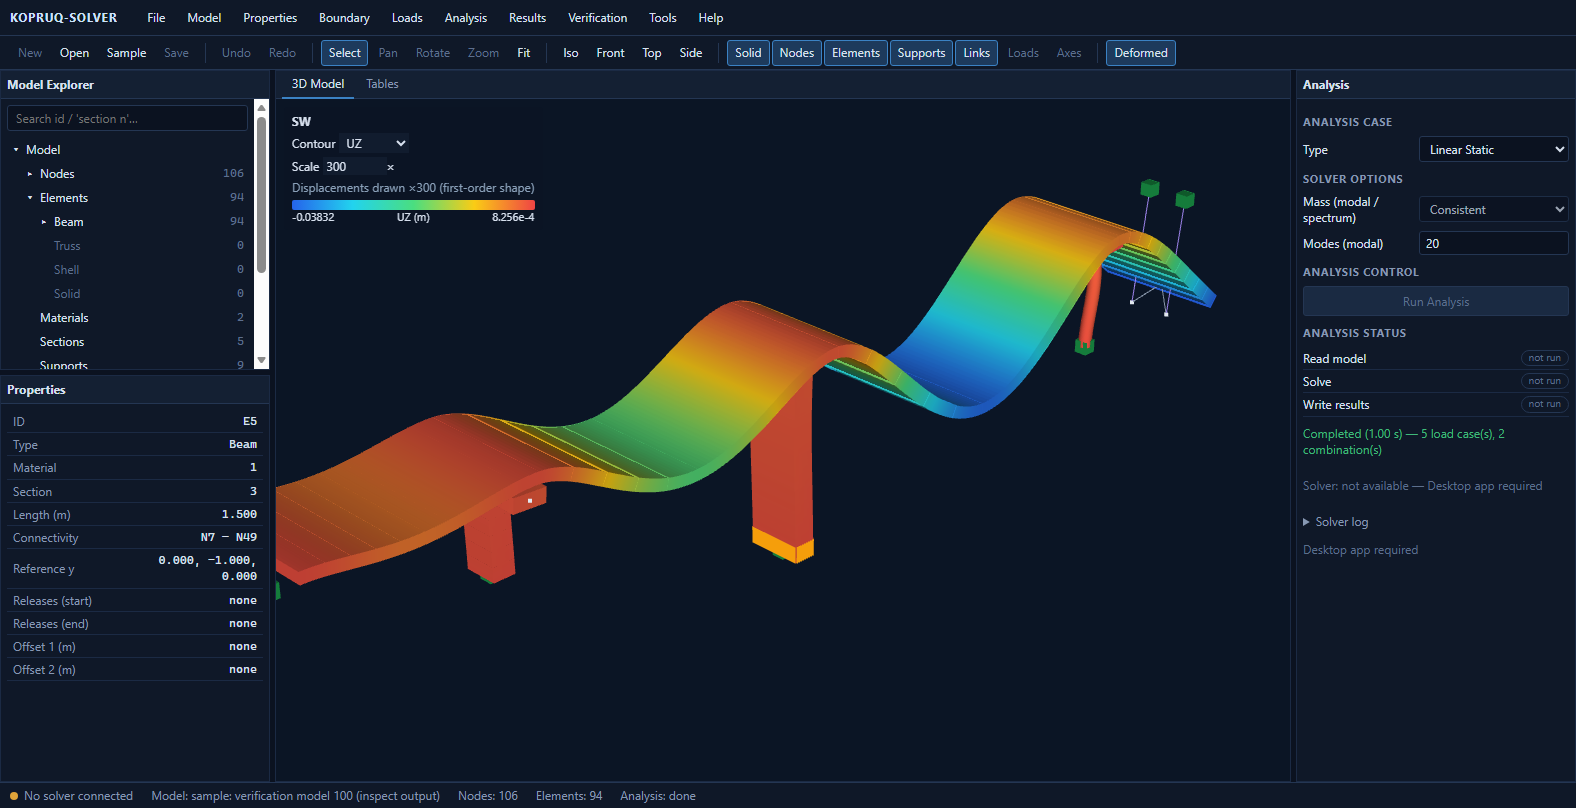 KOPRUQ-SOLVER File Model Properties Boundary Loads Analysis Results Verification Tools Help
New Open Sample Save Undo Redo Select Pan Rotate Zoom Fit Iso Front Top Side Solid Nodes Elements Supports Links Loads Axes Deformed
Model Explorer
Search id / 'section n'...
Model
Nodes 106
Elements 94
Beam 94
Truss 0
Shell 0
Solid 0
Materials 2
Sections 5
Supports 9
Properties
ID E5
Type Beam
Material 1
Section 3
Length (m) 1.500
Connectivity N7 – N49
Reference y 0.000, −1.000,
0.000
Releases (start) none
Releases (end) none
Offset 1 (m) none
Offset 2 (m) none
3D Model Tables
SW
Contour UZ
Scale 300 ×
Displacements drawn ×300 (first-order shape)
-0.03832 UZ (m) 8.256e-4
Analysis
ANALYSIS CASE
Type Linear Static
SOLVER OPTIONS
Mass (modal /
spectrum) Consistent
Modes (modal) 20
ANALYSIS CONTROL
Run Analysis
ANALYSIS STATUS
Read model not run
Solve not run
Write results not run
Completed (1.00 s) — 5 load case(s), 2
combination(s)
Solver: not available — Desktop app required
Solver log
Desktop app required
No solver connected Model: sample: verification model 100 (inspect output) Nodes: 106 Elements: 94 Analysis: done